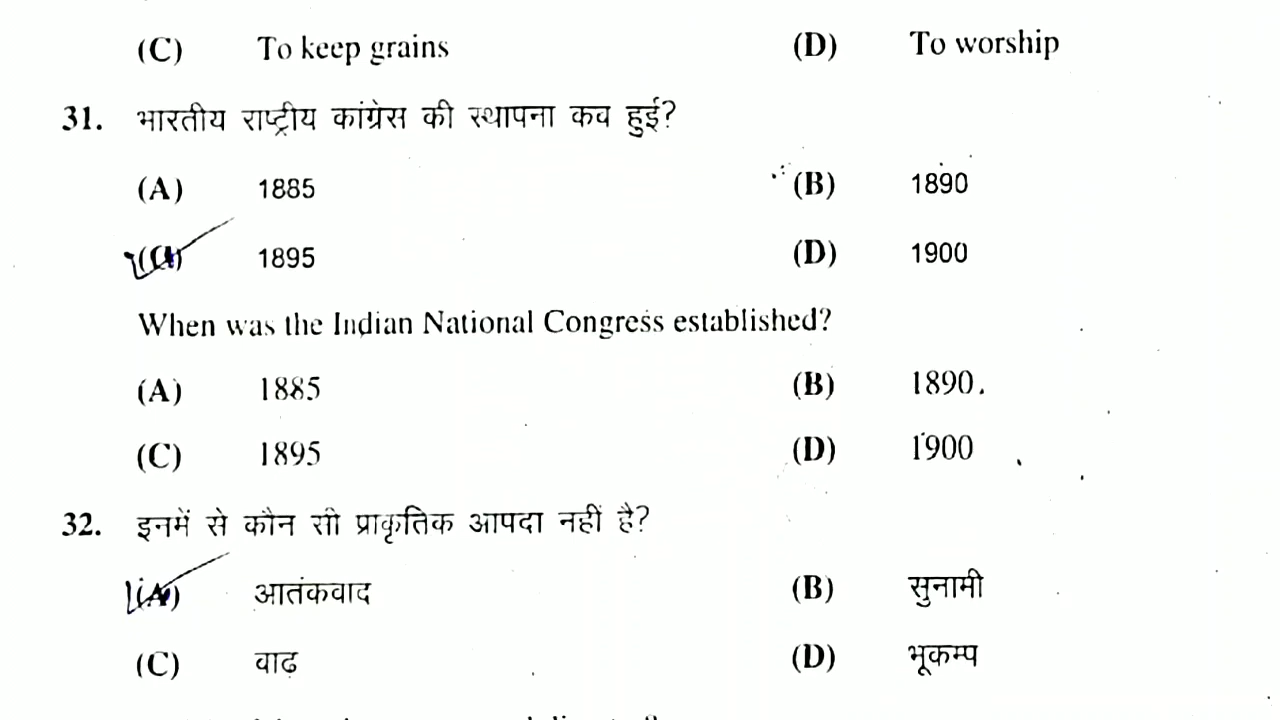 (C) To keep grains (D) To worship
31. भारतीय राष्ट्रीय कांग्रेस की स्थापना कव हुई?
(A) 1885 (B) 1890
(C) 1895 (D) 1900
When was the Indian National Congress established?
(A) 1885 (B) 1890
(C) 1895 (D) 1900
32. इनमें से कौन सी प्राकृतिक आपदा नहीं है?
(A) आतंकवाद (B) सुनामी
(C) वाढ़ (D) भूकम्प